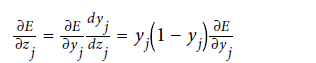 ∂E/∂z_j = ∂E/∂y_j dy_j/dz_j = y_j(1 − y_j) ∂E/∂y_j